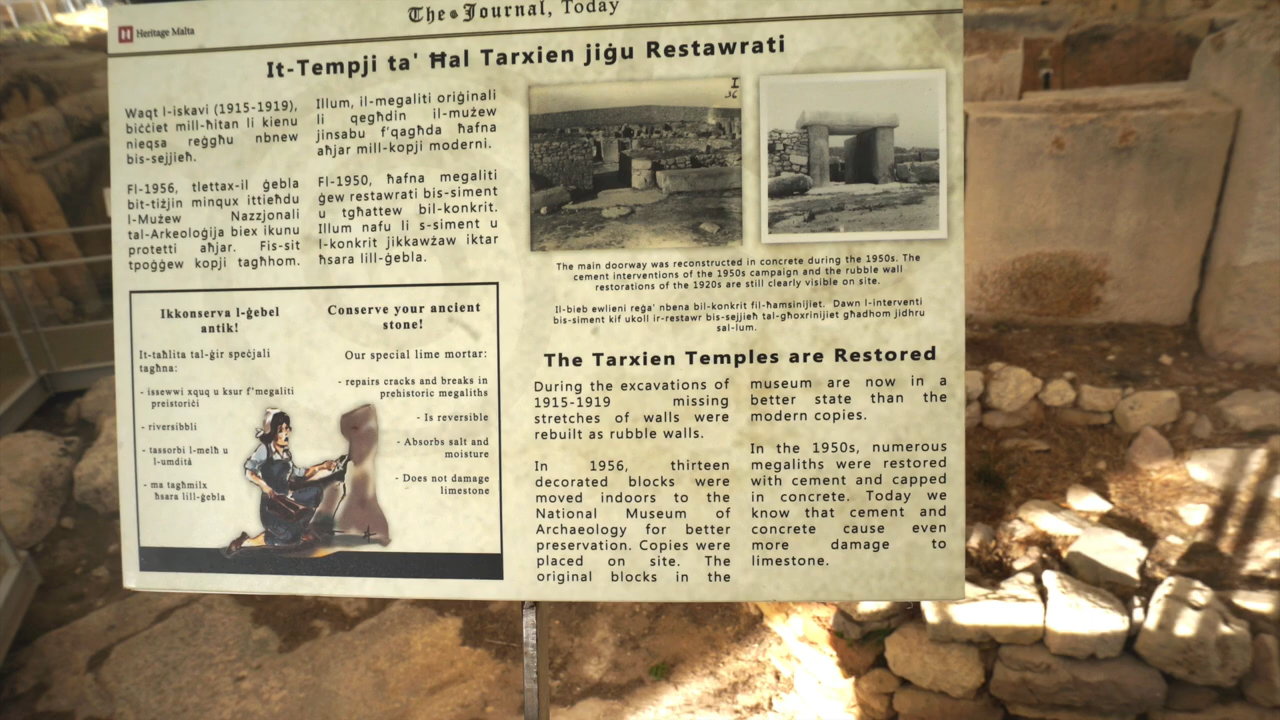 Heritage Malta
The Journal, Today
It-Tempji ta' Ħal Tarxien jiġu Restawrati
Waqt l-iskavi (1915-1919),
biċċiet mill-ħitan li kienu
nieqsa reġgħu nbnew
bis-sejjieħ.
Fl-1956, tlettax-il ġebla
bit-tiżjin minqux ittieħdu
l-Mużew Nazzjonali
tal-Arkeoloġija biex ikunu
protetti aħjar. Fis-sit
tpoġġew kopji tagħhom.
Illum, il-megaliti oriġinali
li qegħdin il-mużew
jinsabu f'qagħda ħafna
aħjar mill-kopji moderni.
Fl-1950, ħafna megaliti
ġew restawrati bis-siment
u tgħattew bil-konkrit.
Illum nafu li s-siment u
l-konkrit jikkawżaw iktar
ħsara lill-ġebla.
I
36
The main doorway was reconstructed in concrete during the 1950s. The
cement interventions of the 1950s campaign and the rubble wall
restorations of the 1920s are still clearly visible on site.
Il-bieb ewlieni reġa' nbena bil-konkrit fil-ħamsinijiet. Dawn l-interventi
bis-siment kif ukoll ir-restawr bis-sejjieħ tal-għoxrinijiet għadhom jidhru
sal-lum.
Ikkonserva l-ġebel
antik!
It-taħlita tal-ġir speċjali
tagħna:
- issewwi xquq u ksur f'megaliti
preistoriċi
- riversibbli
- tassorbi l-melħ u
l-umdità
- ma tagħmilx
ħsara lill-ġebla
Conserve your ancient
stone!
Our special lime mortar:
- repairs cracks and breaks in
prehistoric megaliths
- Is reversible
- Absorbs salt and
moisture
- Does not damage
limestone
The Tarxien Temples are Restored
During the excavations of
1915-1919 missing
stretches of walls were
rebuilt as rubble walls.
In 1956, thirteen
decorated blocks were
moved indoors to the
National Museum of
Archaeology for better
preservation. Copies were
placed on site. The
original blocks in the
museum are now in a
better state than the
modern copies.
In the 1950s, numerous
megaliths were restored
with cement and capped
in concrete. Today we
know that cement and
concrete cause even
more damage to
limestone.